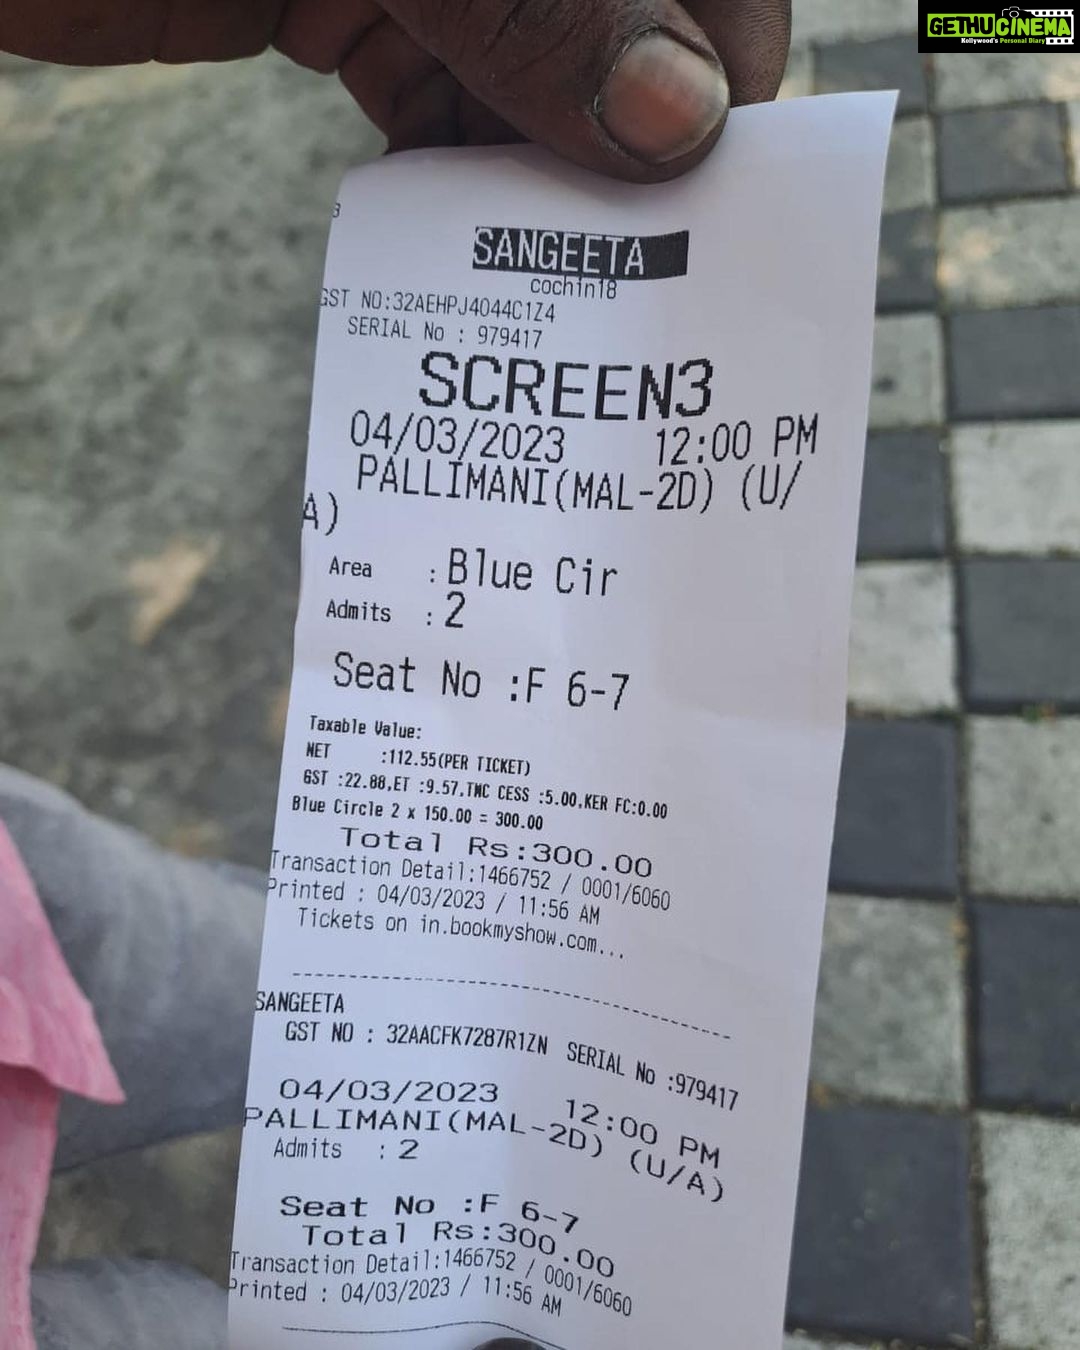 GETHUCINEMA
Kollywood's Personal Diary
3
SANGEETA
cochin18
GST NO:32AEHPJ4044C1Z4
SERIAL No : 979417
SCREEN3
04/03/2023 12:00 PM
PALLIMANI(MAL-2D) (U/
A)
Area : Blue Cir
Admits : 2
Seat No :F 6-7
Taxable Value:
NET :112.55(PER TICKET)
GST :22.88,ET :9.57,TMC CESS :5.00,KER FC:0.00
Blue Circle 2 x 150.00 = 300.00
Total Rs:300.00
Transaction Detail:1466752 / 0001/6060
Printed : 04/03/2023 / 11:56 AM
Tickets on in.bookmyshow.com...
SANGEETA
GST NO : 32AACFK7287R1ZN SERIAL No :979417
04/03/2023 12:00 PM
PALLIMANI(MAL-2D) (U/A)
Admits : 2
Seat No :F 6-7
Total Rs:300.00
Transaction Detail:1466752 / 0001/6060
Printed : 04/03/2023 / 11:56 AM